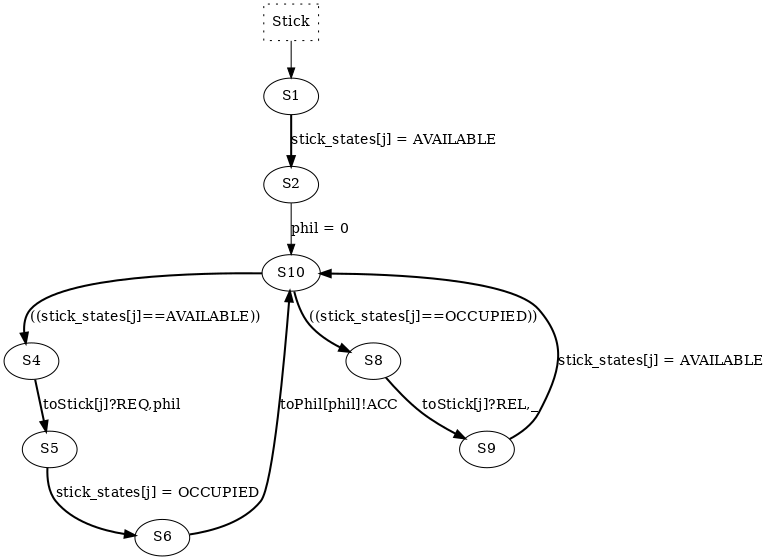 Stick
S1
stick_states[j] = AVAILABLE
S2
phil = 0
S10
((stick_states[j]==AVAILABLE))
((stick_states[j]==OCCUPIED))
S4
S8
stick_states[j] = AVAILABLE
toStick[j]?REQ,phil
toPhil[phil]!ACC
toStick[j]?REL,_
S5
S9
stick_states[j] = OCCUPIED
S6